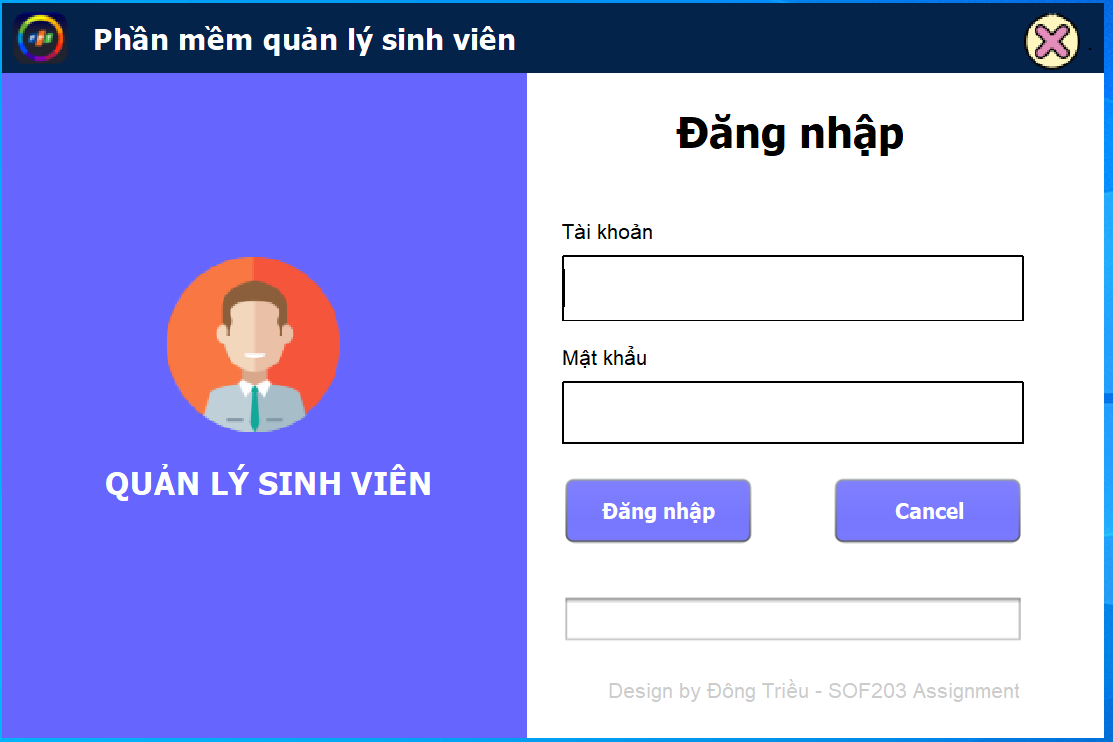 Phần mềm quản lý sinh viên
QUẢN LÝ SINH VIÊN
Đăng nhập
Tài khoản
Mật khẩu
Đăng nhập
Cancel
Design by Đông Triều - SOF203 Assignment